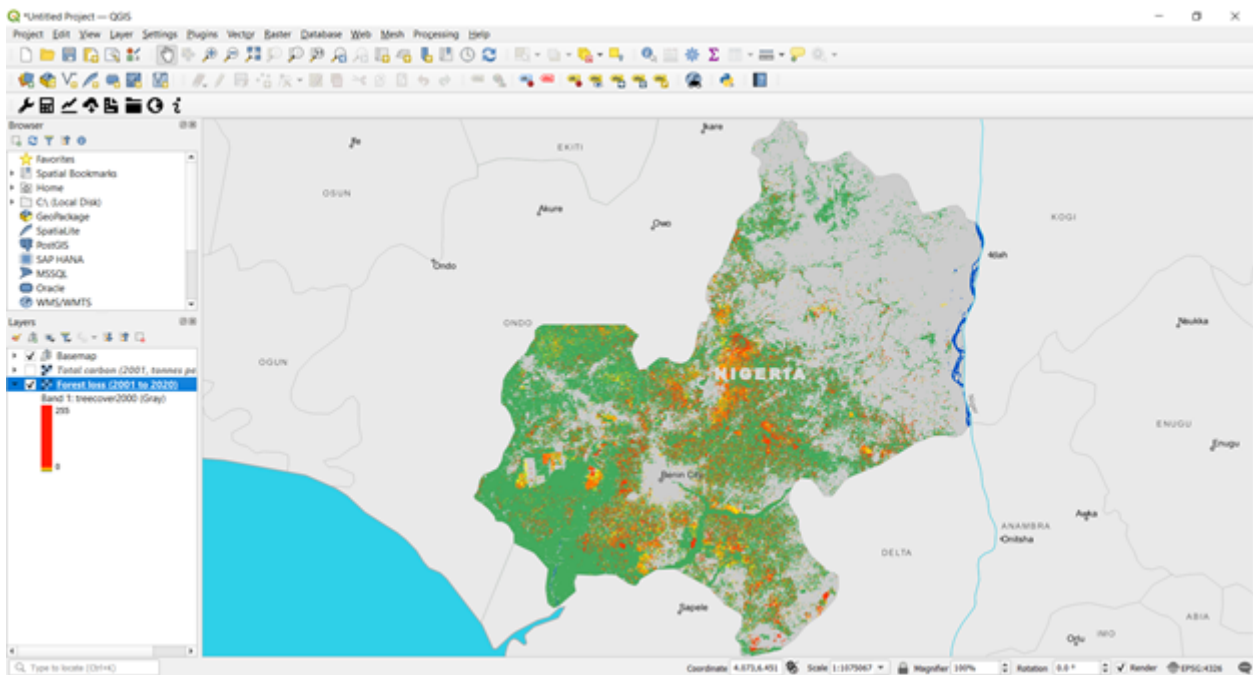 *Untitled Project — QGIS
Project Edit View Layer Settings Plugins Vector Raster Database Web Mesh Processing Help
Browser
Favorites
Spatial Bookmarks
Home
C:\ (Local Disk)
GeoPackage
SpatiaLite
PostGIS
SAP HANA
MSSQL
Oracle
WMS/WMTS
Layers
Basemap
Total carbon (2001, tonnes pe
Forest loss (2001 to 2020)
Band 1: treecover2000 (Gray)
255
0
Ikare
Ife
EKITI
OSUN
Akure
Owo
KOGI
Idah
Ondo
ONDO
Nsukka
OGUN
NIGERIA
ENUGU
Enugu
Benin City
Awka
ANAMBRA
Onitsha
DELTA
Sapele
ABIA
Orlu
IMO
Type to locate (Ctrl+K)
Coordinate 4.073,6.451 Scale 1:1075067 Magnifier 100% Rotation 0.0 ° Render EPSG:4326